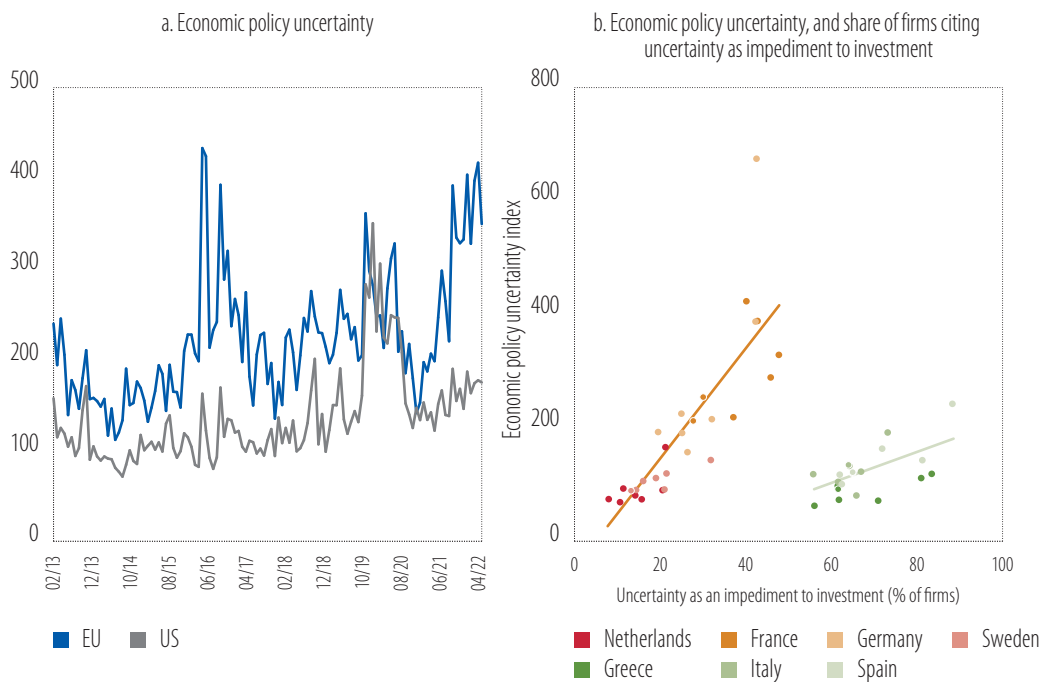 a. Economic policy uncertainty
500
400
300
200
100
0
02/13
12/13
10/14
08/15
06/16
04/17
02/18
12/18
10/19
08/20
06/21
04/22
EU
US
b. Economic policy uncertainty, and share of firms citing
uncertainty as impediment to investment
Economic policy uncertainty index
800
600
400
200
0
0
20
40
60
80
100
Uncertainty as an impediment to investment (% of firms)
Netherlands
France
Germany
Sweden
Greece
Italy
Spain